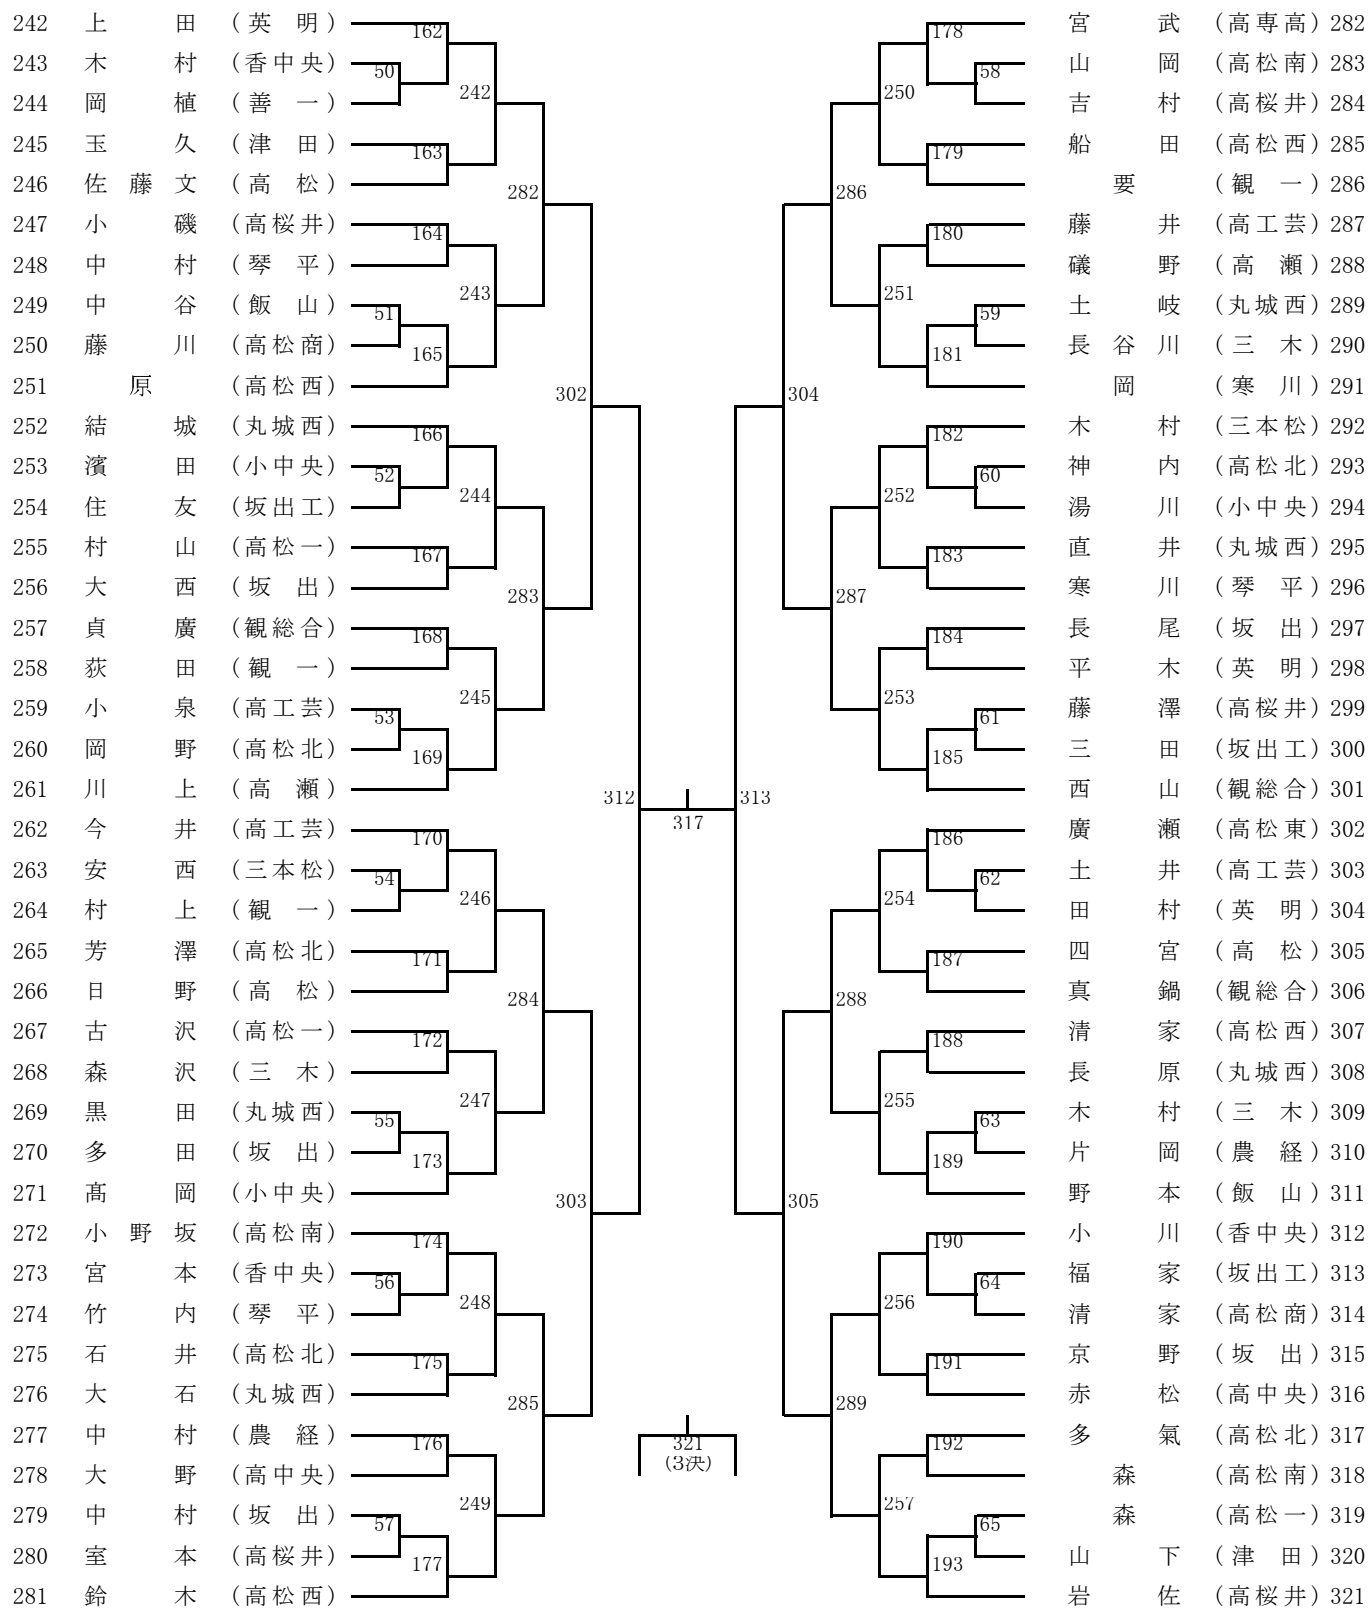 242 上田 (英明) 162 178 宮武 (高専高) 282
243 木村 (香中央) 50 58 山岡 (高松南) 283
244 岡植 (善一) 242 250 吉村 (高桜井) 284
245 玉久 (津田) 163 179 船田 (高松西) 285
246 佐藤文 (高松) 282 286 要 (観一) 286
247 小磯 (高桜井) 164 180 藤井 (高工芸) 287
248 中村 (琴平) 礒野 (高瀬) 288
249 中谷 (飯山) 51 243 251 59 土岐 (丸城西) 289
250 藤川 (高松商) 165 181 長谷川 (三木) 290
251 原 (高松西) 302 304 岡 (寒川) 291
252 結城 (丸城西) 166 182 木村 (三本松) 292
253 濱田 (小中央) 52 60 神内 (高松北) 293
254 住友 (坂出工) 244 252 湯川 (小中央) 294
255 村山 (高松一) 167 183 直井 (丸城西) 295
256 大西 (坂出) 283 287 寒川 (琴平) 296
257 貞廣 (観総合) 168 184 長尾 (坂出) 297
258 荻田 (観一) 平木 (英明) 298
259 小泉 (高工芸) 53 245 253 61 藤澤 (高桜井) 299
260 岡野 (高松北) 169 185 三田 (坂出工) 300
261 川上 (高瀬) 312 313 西山 (観総合) 301
317
262 今井 (高工芸) 170 186 廣瀬 (高松東) 302
263 安西 (三本松) 54 62 土井 (高工芸) 303
264 村上 (観一) 246 254 田村 (英明) 304
265 芳澤 (高松北) 171 187 四宮 (高松) 305
266 日野 (高松) 284 288 真鍋 (観総合) 306
267 古沢 (高松一) 172 188 清家 (高松西) 307
268 森沢 (三木) 長原 (丸城西) 308
269 黒田 (丸城西) 55 247 255 63 木村 (三木) 309
270 多田 (坂出) 173 189 片岡 (農経) 310
271 髙岡 (小中央) 303 305 野本 (飯山) 311
272 小野坂 (高松南) 174 190 小川 (香中央) 312
273 宮本 (香中央) 56 64 福家 (坂出工) 313
274 竹内 (琴平) 248 256 清家 (高松商) 314
275 石井 (高松北) 175 191 京野 (坂出) 315
276 大石 (丸城西) 285 289 赤松 (高中央) 316
277 中村 (農経) 176 321 192 多氣 (高松北) 317
278 大野 (高中央) (3決) 森 (高松南) 318
279 中村 (坂出) 57 249 257 65 森 (高松一) 319
280 室本 (高桜井) 177 193 山下 (津田) 320
281 鈴木 (高松西) 岩佐 (高桜井) 321